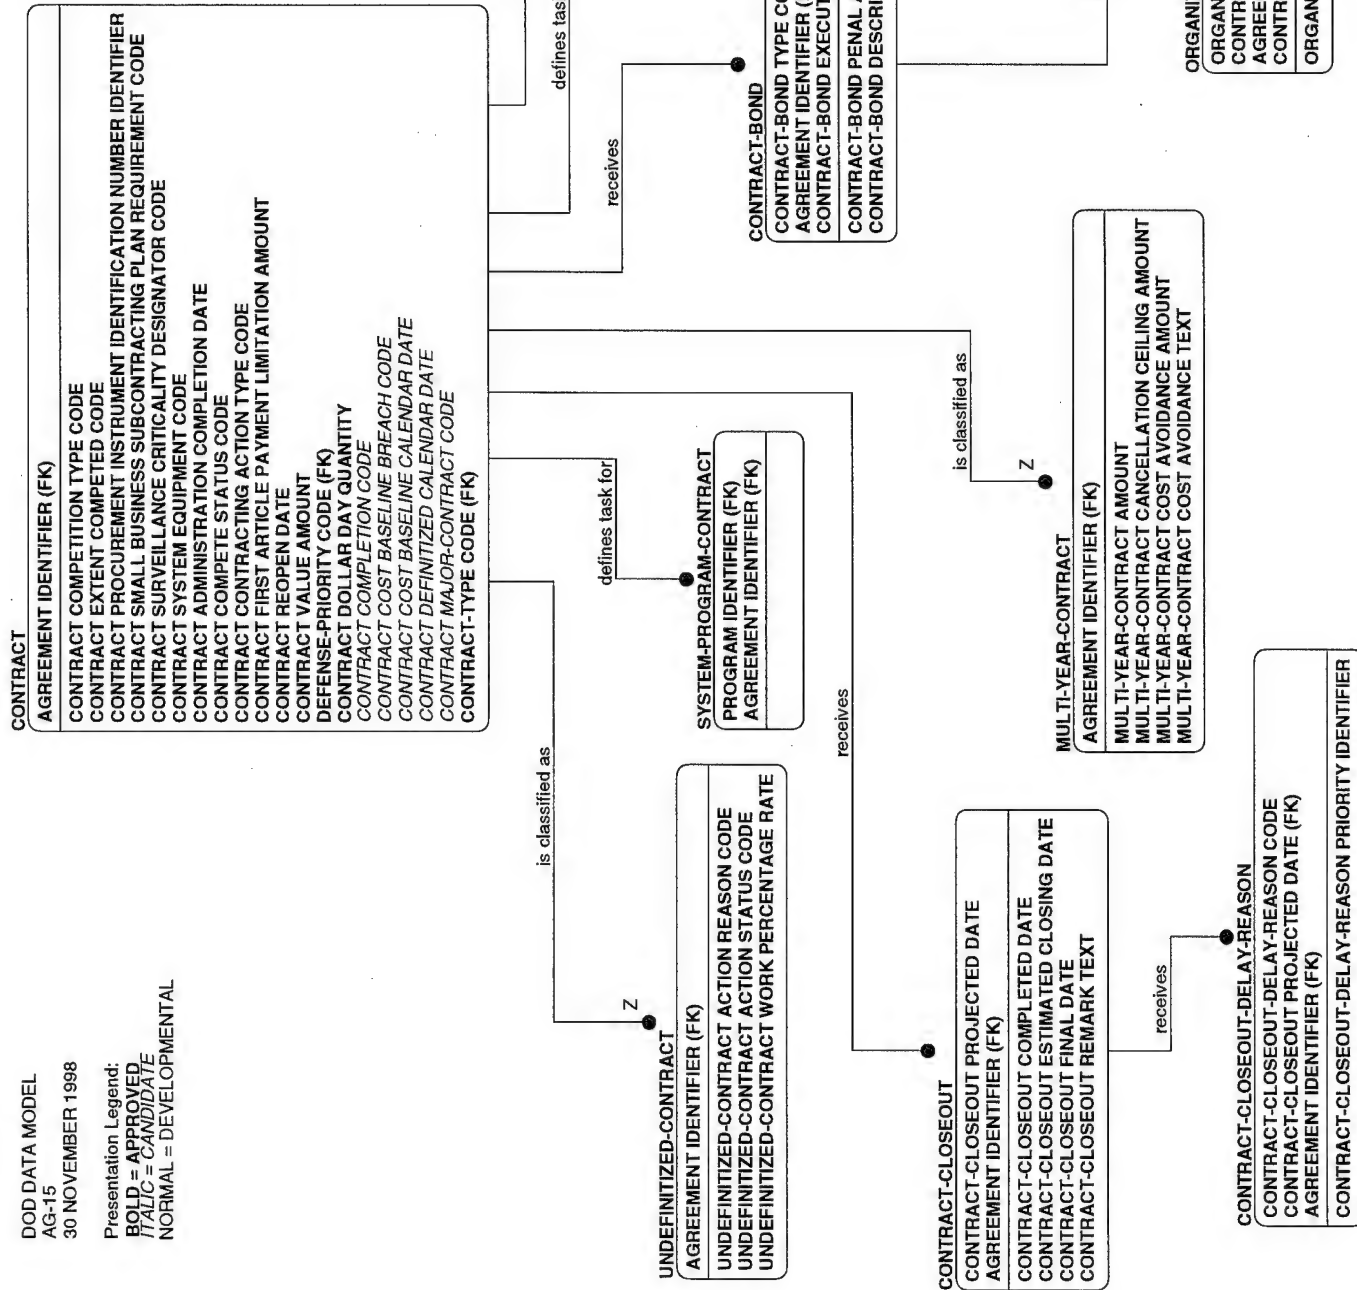 DOD DATA MODEL
AG-15
30 NOVEMBER 1998
Presentation Legend:
BOLD = APPROVED
ITALIC = CANDIDATE
NORMAL = DEVELOPMENTAL
CONTRACT
AGREEMENT IDENTIFIER (FK)
CONTRACT COMPETITION TYPE CODE
CONTRACT EXTENT COMPETED CODE
CONTRACT PROCUREMENT INSTRUMENT IDENTIFICATION NUMBER IDENTIFIER
CONTRACT SMALL BUSINESS SUBCONTRACTING PLAN REQUIREMENT CODE
CONTRACT SURVEILLANCE CRITICALITY DESIGNATOR CODE
CONTRACT SYSTEM EQUIPMENT CODE
CONTRACT ADMINISTRATION COMPLETION DATE
CONTRACT COMPETE STATUS CODE
CONTRACT CONTRACTING ACTION TYPE CODE
CONTRACT FIRST ARTICLE PAYMENT LIMITATION AMOUNT
CONTRACT REOPEN DATE
CONTRACT VALUE AMOUNT
DEFENSE-PRIORITY CODE (FK)
CONTRACT DOLLAR DAY QUANTITY
CONTRACT COMPLETION CODE
CONTRACT COST BASELINE BREACH CODE
CONTRACT COST BASELINE CALENDAR DATE
CONTRACT DEFINITIZED CALENDAR DATE
CONTRACT MAJOR-CONTRACT CODE
CONTRACT-TYPE CODE (FK)
is classified as
defines task for
receives
is classified as
receives
defines tas
Z
UNDEFINITIZED-CONTRACT
AGREEMENT IDENTIFIER (FK)
UNDEFINITIZED-CONTRACT ACTION REASON CODE
UNDEFINITIZED-CONTRACT ACTION STATUS CODE
UNDEFINITIZED-CONTRACT WORK PERCENTAGE RATE
SYSTEM-PROGRAM-CONTRACT
PROGRAM IDENTIFIER (FK)
AGREEMENT IDENTIFIER (FK)
CONTRACT-BOND
CONTRACT-BOND TYPE CO
AGREEMENT IDENTIFIER (
CONTRACT-BOND EXECUT
CONTRACT-BOND PENAL A
CONTRACT-BOND DESCRI
CONTRACT-CLOSEOUT
CONTRACT-CLOSEOUT PROJECTED DATE
AGREEMENT IDENTIFIER (FK)
CONTRACT-CLOSEOUT COMPLETED DATE
CONTRACT-CLOSEOUT ESTIMATED CLOSING DATE
CONTRACT-CLOSEOUT FINAL DATE
CONTRACT-CLOSEOUT REMARK TEXT
Z
MULTI-YEAR-CONTRACT
AGREEMENT IDENTIFIER (FK)
MULTI-YEAR-CONTRACT AMOUNT
MULTI-YEAR-CONTRACT CANCELLATION CEILING AMOUNT
MULTI-YEAR-CONTRACT COST AVOIDANCE AMOUNT
MULTI-YEAR-CONTRACT COST AVOIDANCE TEXT
receives
CONTRACT-CLOSEOUT-DELAY-REASON
CONTRACT-CLOSEOUT-DELAY-REASON CODE
CONTRACT-CLOSEOUT PROJECTED DATE (FK)
AGREEMENT IDENTIFIER (FK)
CONTRACT-CLOSEOUT-DELAY-REASON PRIORITY IDENTIFIER
ORGANI
ORGAN
CONTR
AGREE
CONTR
ORGAN